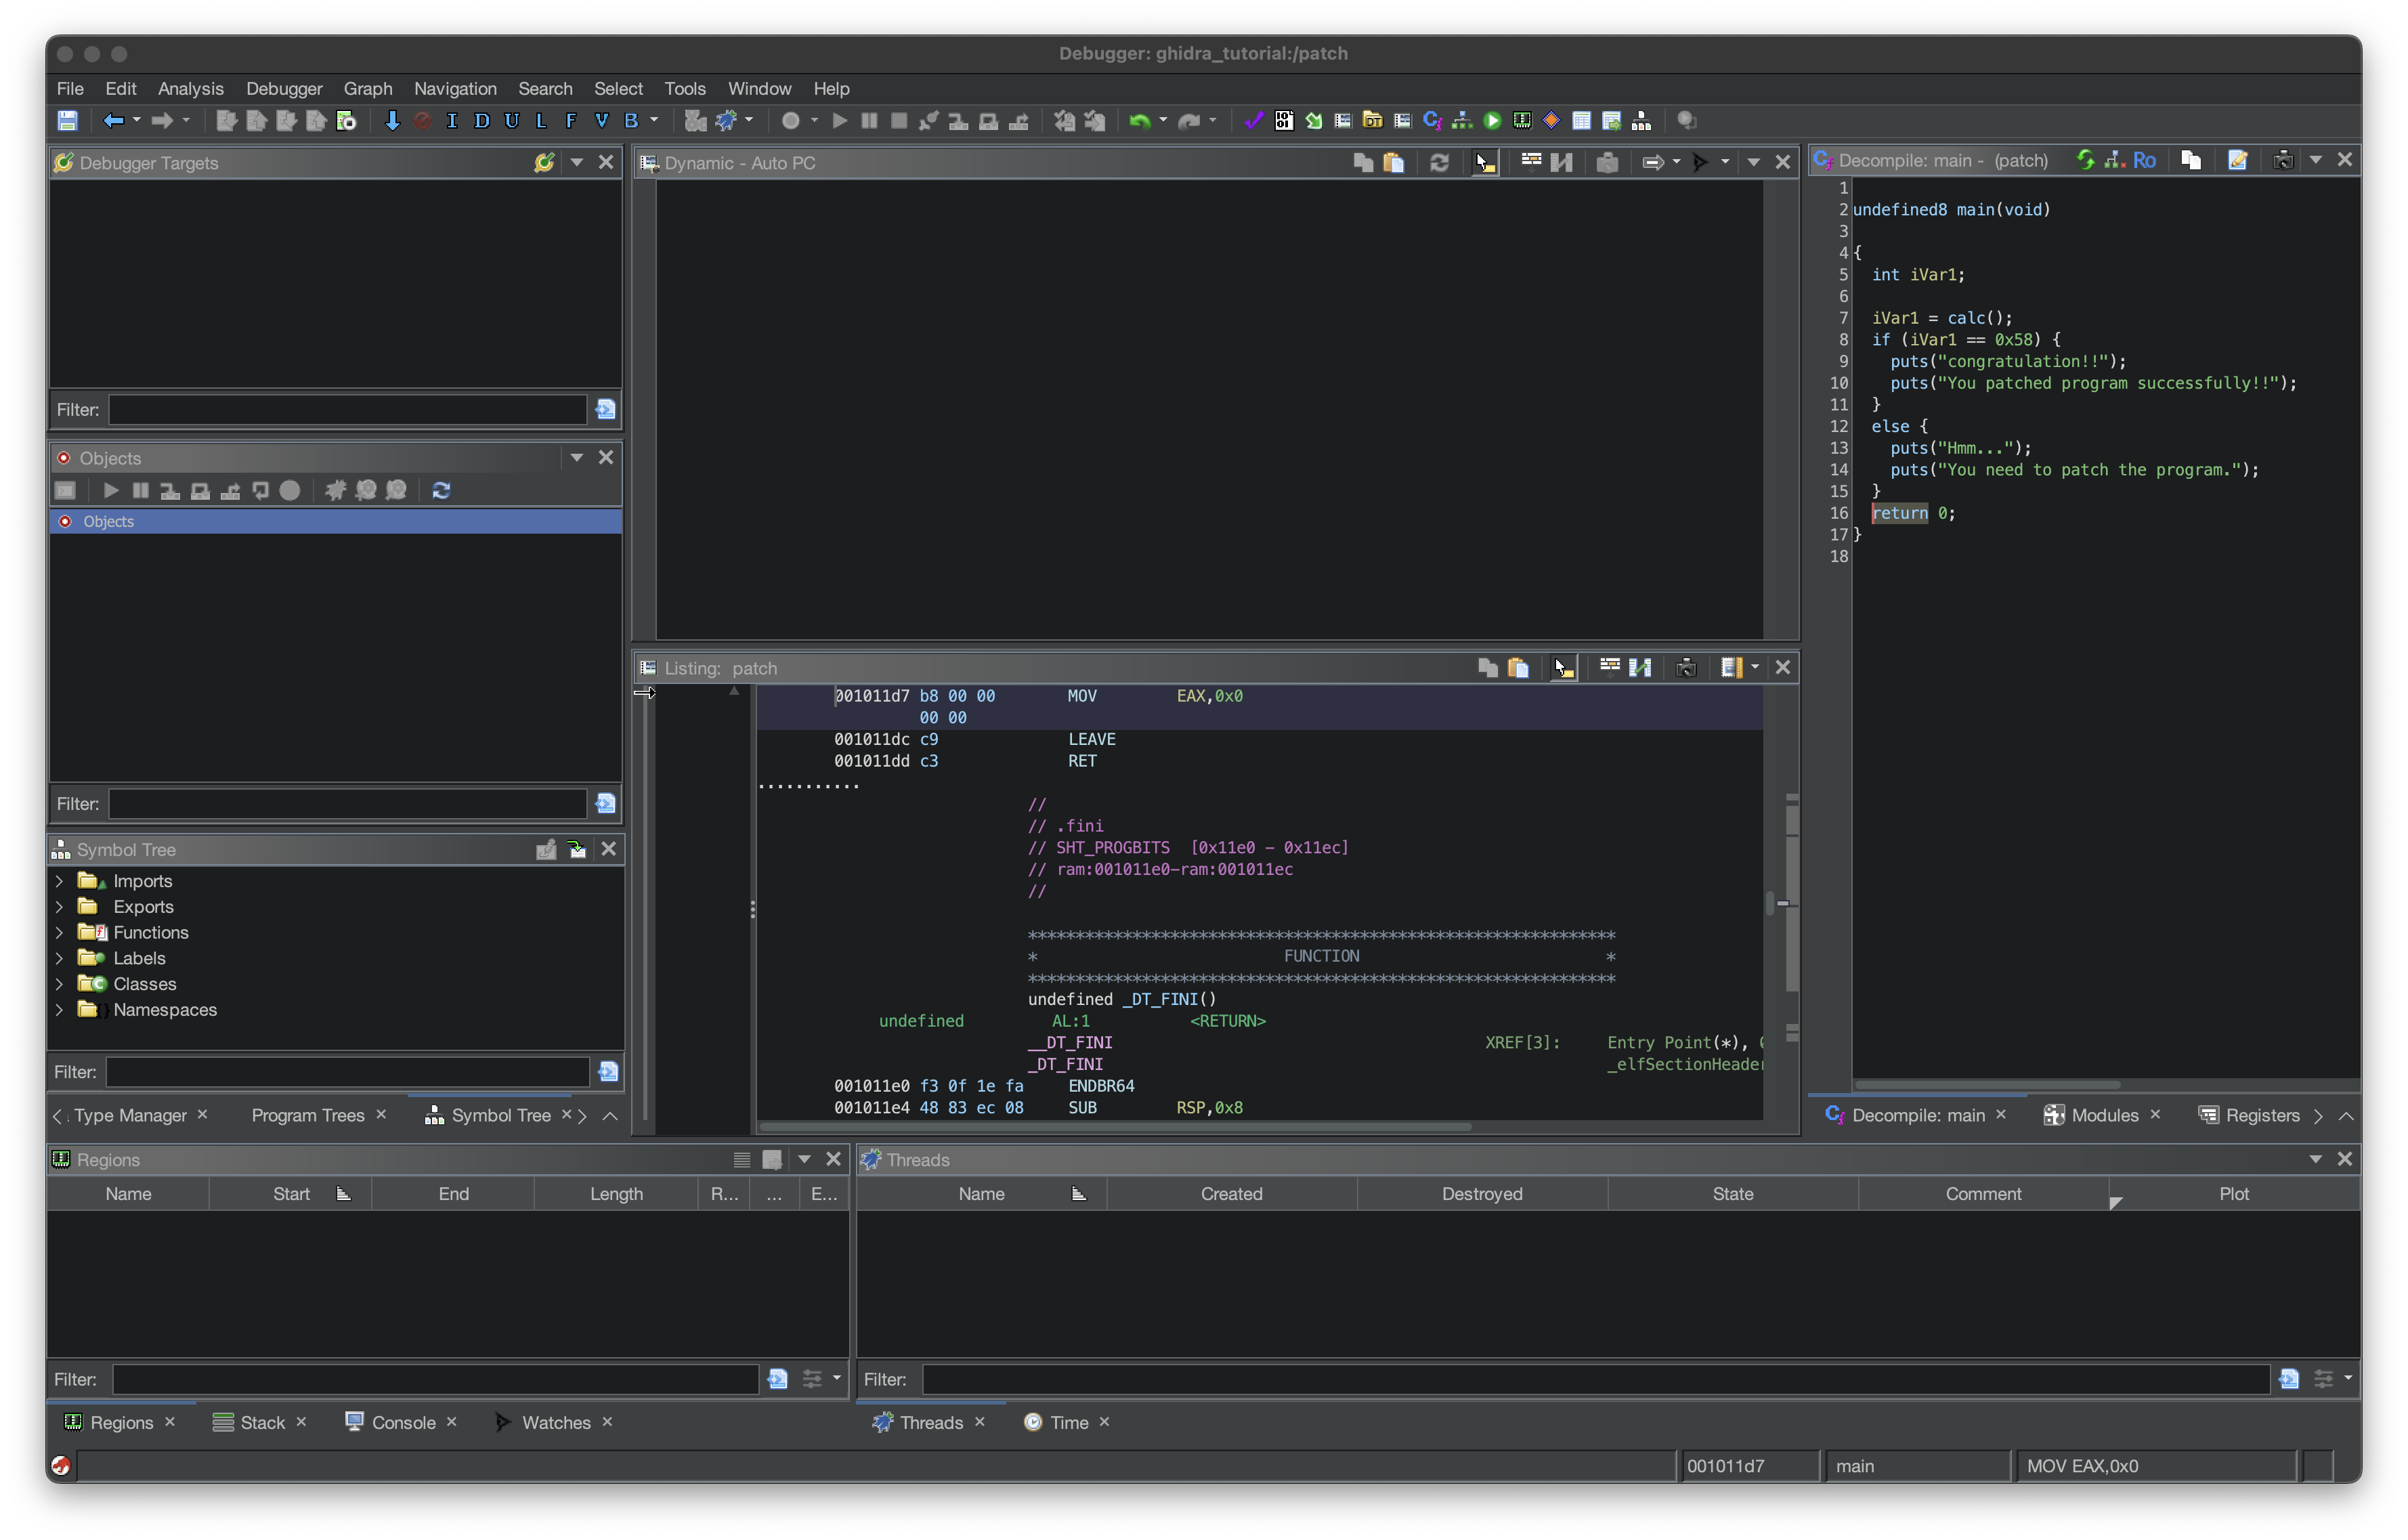 Debugger: ghidra_tutorial:/patch
File Edit Analysis Debugger Graph Navigation Search Select Tools Window Help
I D U L F V B
Debugger Targets
Filter:
Objects
Objects
Filter:
Symbol Tree
Imports
Exports
Functions
Labels
Classes
Namespaces
Filter:
Type Manager Program Trees Symbol Tree
Dynamic - Auto PC
Listing: patch
001011d7 b8 00 00 MOV EAX,0x0
00 00
001011dc c9 LEAVE
001011dd c3 RET
...........
//
// .fini
// SHT_PROGBITS [0x11e0 - 0x11ec]
// ram:001011e0-ram:001011ec
//
**************************************************************
* FUNCTION *
**************************************************************
undefined _DT_FINI()
undefined AL:1 <RETURN>
__DT_FINI XREF[3]: Entry Point(*),
_DT_FINI _elfSectionHeader
001011e0 f3 0f 1e fa ENDBR64
001011e4 48 83 ec 08 SUB RSP,0x8
Decompile: main - (patch) Ro
1
2 undefined8 main(void)
3
4 {
5 int iVar1;
6
7 iVar1 = calc();
8 if (iVar1 == 0x58) {
9 puts("congratulation!!");
10 puts("You patched program successfully!!");
11 }
12 else {
13 puts("Hmm...");
14 puts("You need to patch the program.");
15 }
16 return 0;
17 }
18
Decompile: main Modules Registers
Regions
Name Start End Length R... ... E...
Filter:
Regions Stack Console Watches
Threads
Name Created Destroyed State Comment Plot
Filter:
Threads Time
001011d7 main MOV EAX,0x0